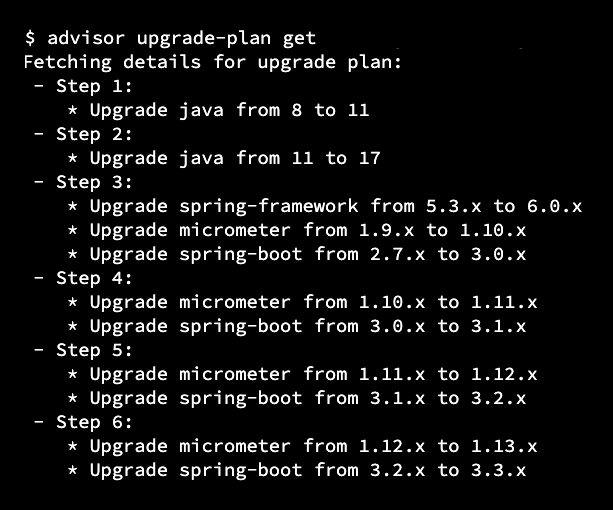 $ advisor upgrade-plan get
Fetching details for upgrade plan:
- Step 1:
* Upgrade java from 8 to 11
- Step 2:
* Upgrade java from 11 to 17
- Step 3:
* Upgrade spring-framework from 5.3.x to 6.0.x
* Upgrade micrometer from 1.9.x to 1.10.x
* Upgrade spring-boot from 2.7.x to 3.0.x
- Step 4:
* Upgrade micrometer from 1.10.x to 1.11.x
* Upgrade spring-boot from 3.0.x to 3.1.x
- Step 5:
* Upgrade micrometer from 1.11.x to 1.12.x
* Upgrade spring-boot from 3.1.x to 3.2.x
- Step 6:
* Upgrade micrometer from 1.12.x to 1.13.x
* Upgrade spring-boot from 3.2.x to 3.3.x